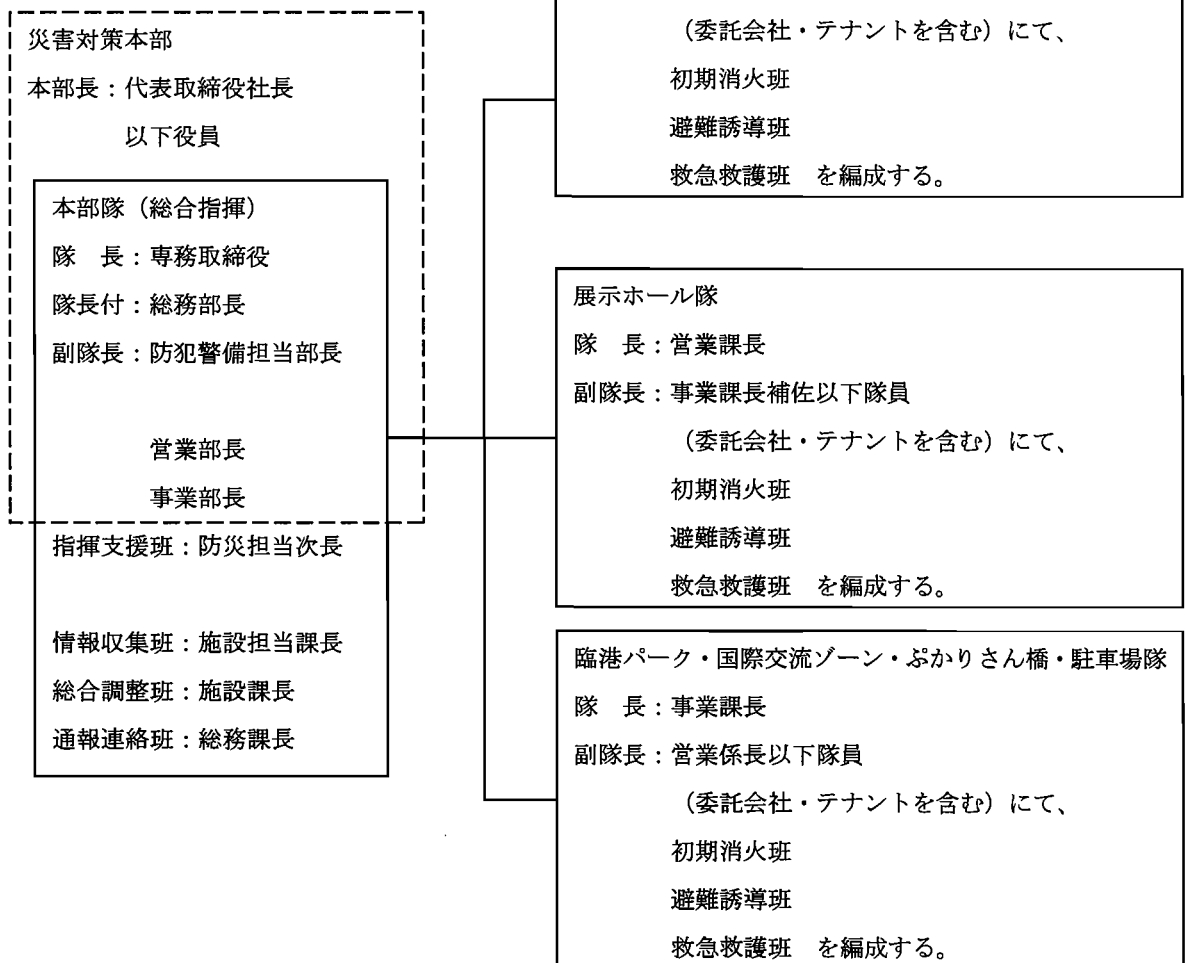 災害対策本部
本部長：代表取締役社長
以下役員
本部隊（総合指揮）
隊　長：専務取締役
隊長付：総務部長
副隊長：防犯警備担当部長
営業部長
事業部長
指揮支援班：防災担当次長
情報収集班：施設担当課長
総合調整班：施設課長
通報連絡班：総務課長
（委託会社・テナントを含む）にて、
初期消火班
避難誘導班
救急救護班　を編成する。
展示ホール隊
隊　長：営業課長
副隊長：事業課長補佐以下隊員
（委託会社・テナントを含む）にて、
初期消火班
避難誘導班
救急救護班　を編成する。
臨港パーク・国際交流ゾーン・ぷかりさん橋・駐車場隊
隊　長：事業課長
副隊長：営業係長以下隊員
（委託会社・テナントを含む）にて、
初期消火班
避難誘導班
救急救護班　を編成する。